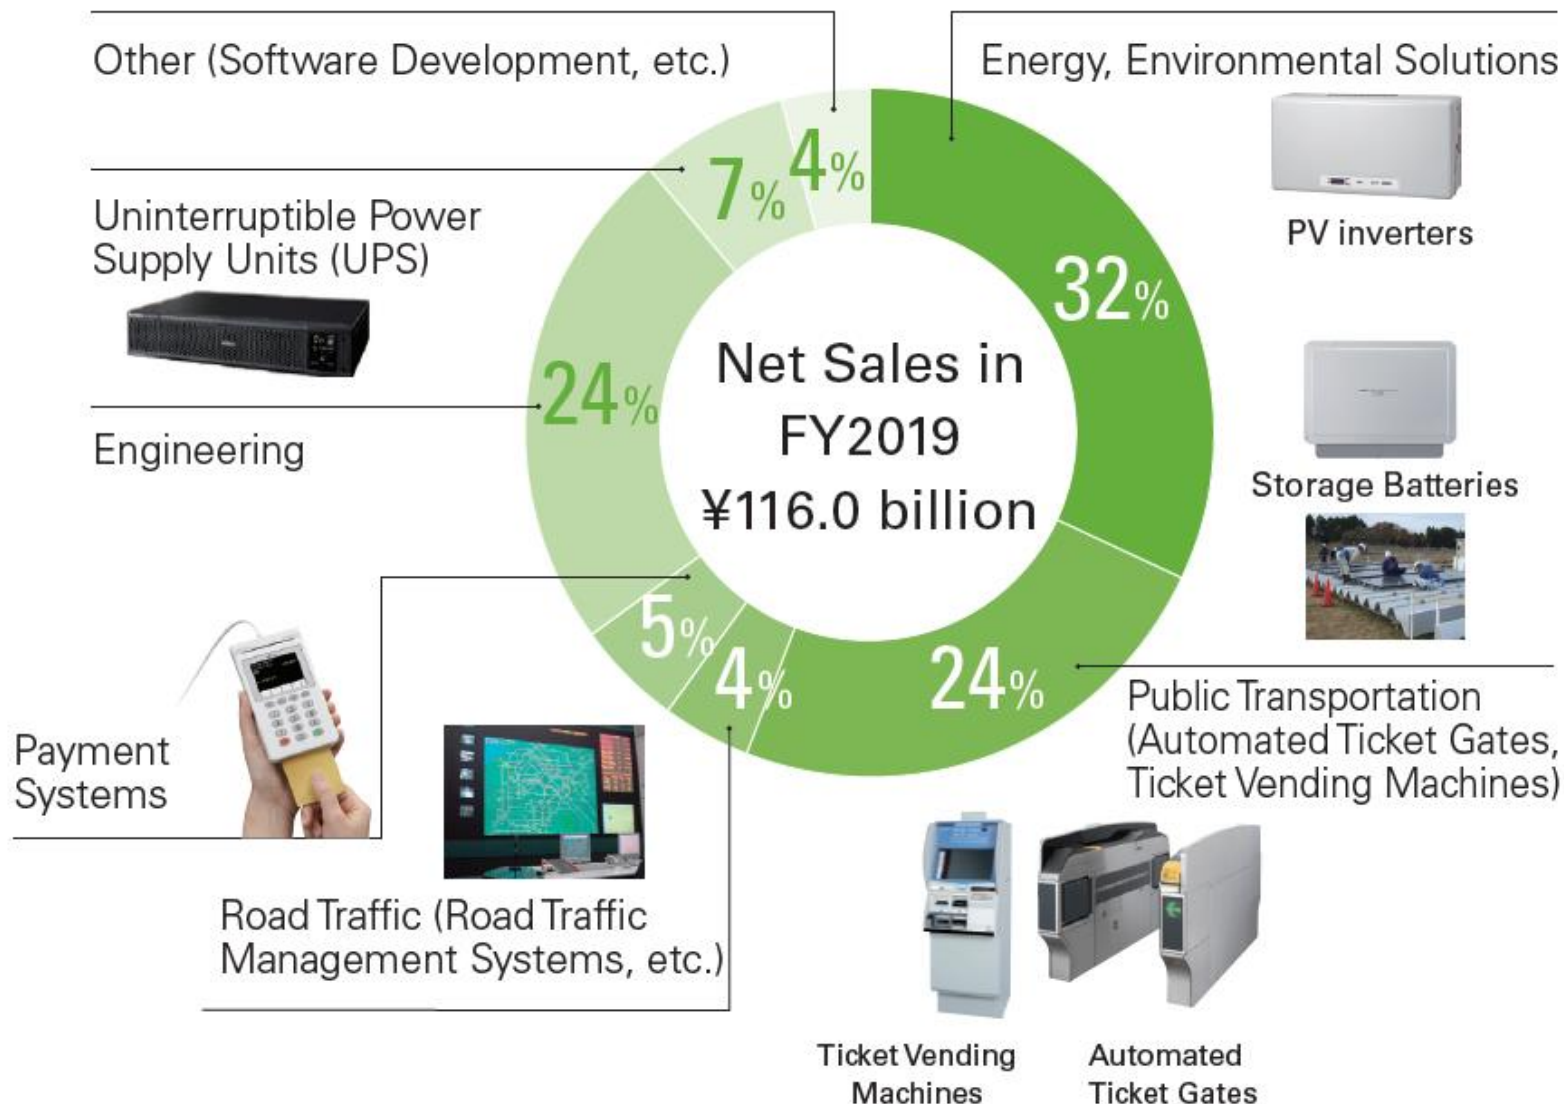 Other (Software Development, etc.)
Energy, Environmental Solutions
PV inverters
7%
4%
32%
Uninterruptible Power
Supply Units (UPS)
24%
Engineering
Net Sales in
FY2019
¥116.0 billion
Storage Batteries
5%
4%
24%
Public Transportation
(Automated Ticket Gates,
Ticket Vending Machines)
Payment
Systems
Road Traffic (Road Traffic
Management Systems, etc.)
Ticket Vending
Machines
Automated
Ticket Gates